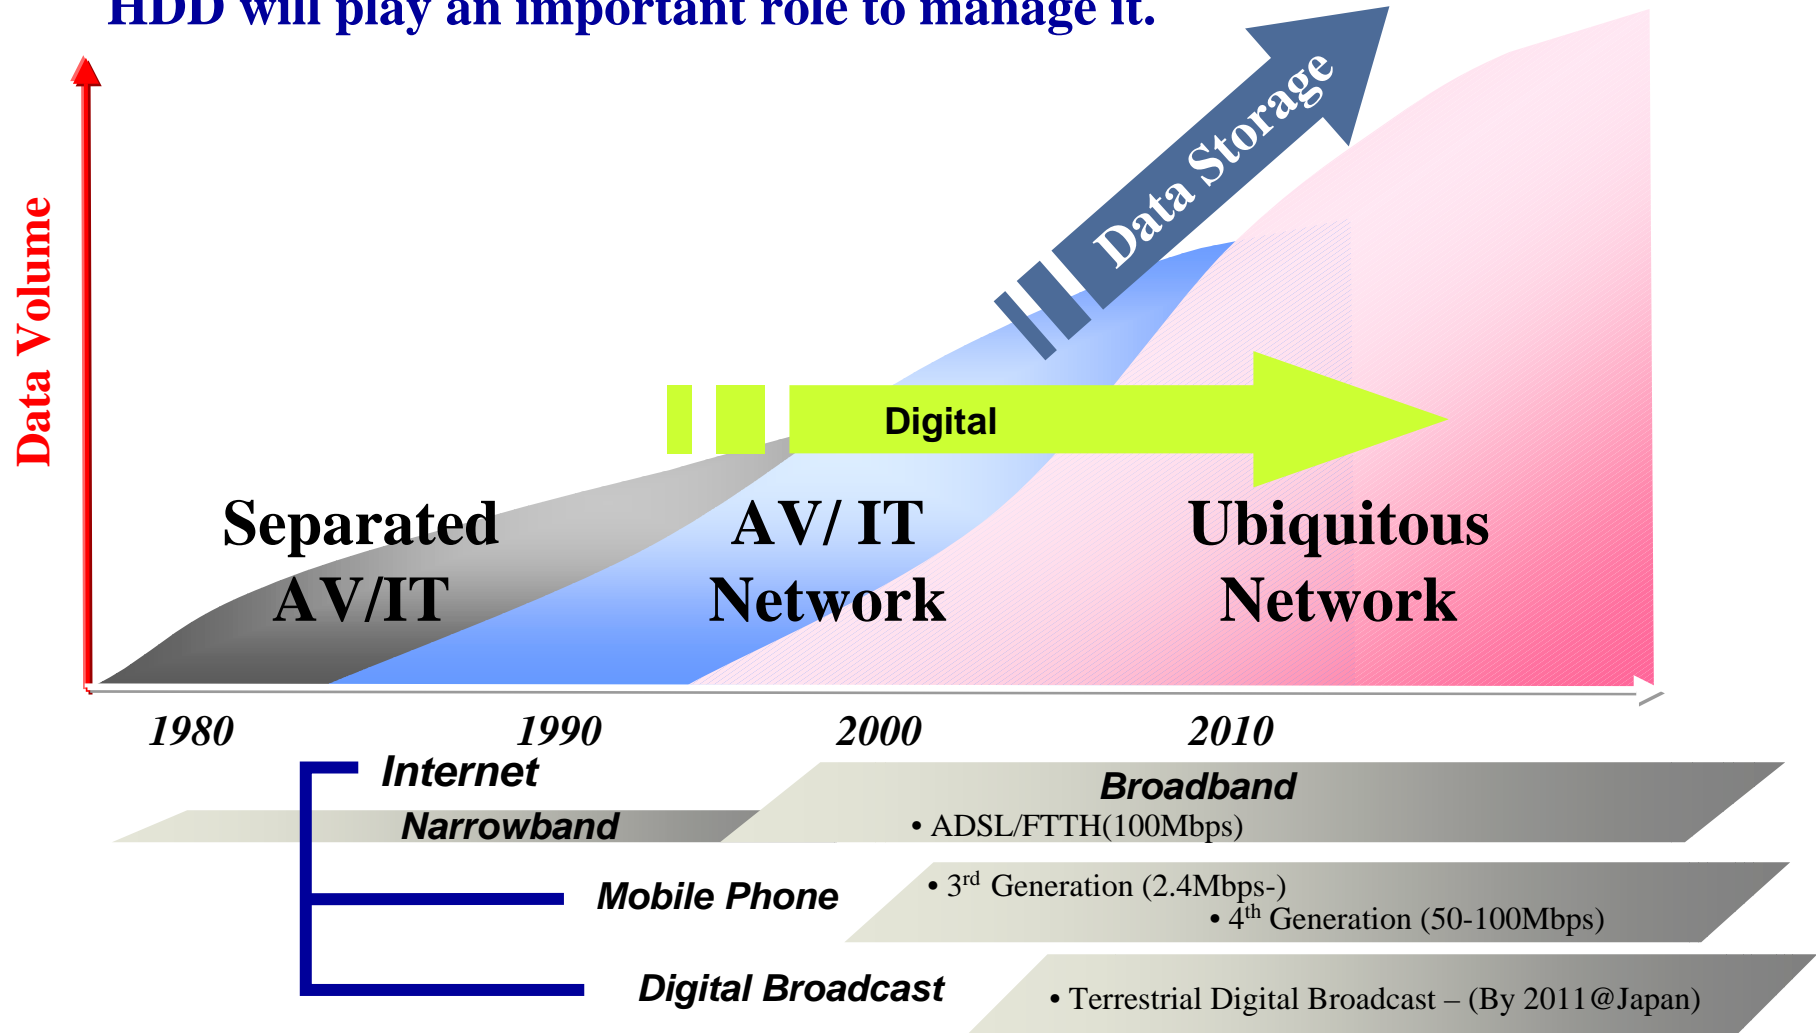 HDD will play an important role to manage it.
Data Storage
Data Volume
Digital
Separated
AV/IT
AV/ IT
Network
Ubiquitous
Network
1980 1990 2000 2010
Internet
Broadband
Narrowband
• ADSL/FTTH(100Mbps)
Mobile Phone
• 3rd Generation (2.4Mbps-)
• 4th Generation (50-100Mbps)
Digital Broadcast
• Terrestrial Digital Broadcast – (By 2011@Japan)